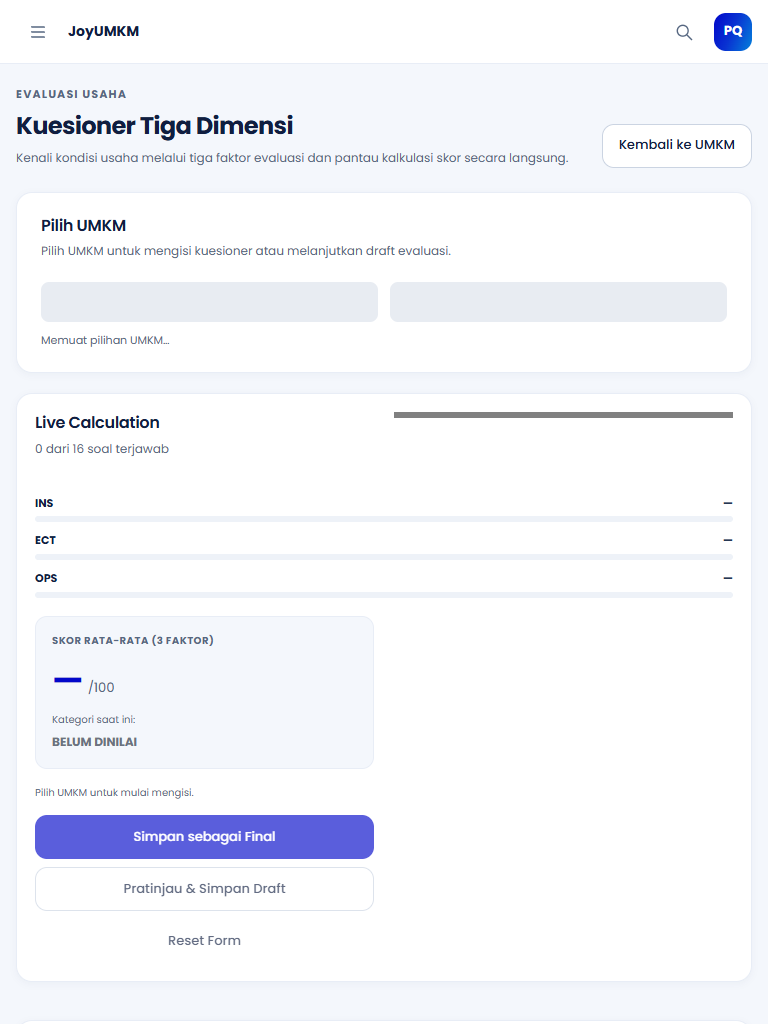 JoyUMKM
PQ
EVALUASI USAHA
Kuesioner Tiga Dimensi
Kenali kondisi usaha melalui tiga faktor evaluasi dan pantau kalkulasi skor secara langsung.
Kembali ke UMKM
Pilih UMKM
Pilih UMKM untuk mengisi kuesioner atau melanjutkan draft evaluasi.
Memuat pilihan UMKM...
Live Calculation
0 dari 16 soal terjawab
INS —
ECT —
OPS —
SKOR RATA-RATA (3 FAKTOR)
— /100
Kategori saat ini:
BELUM DINILAI
Pilih UMKM untuk mulai mengisi.
Simpan sebagai Final
Pratinjau & Simpan Draft
Reset Form